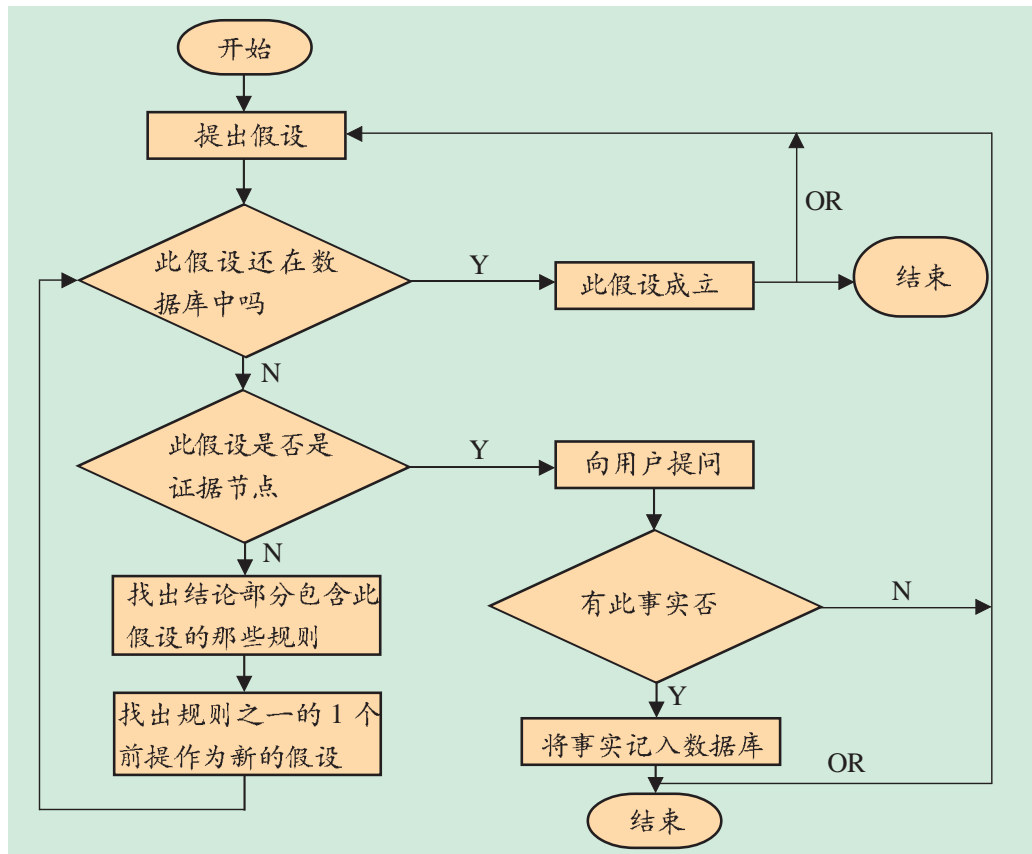 开始
提出假设
OR
此假设还在数
据库中吗
Y
此假设成立
结束
N
此假设是否是
证据节点
Y
向用户提问
N
找出结论部分包含此
假设的那些规则
有此事实否
N
找出规则之一的 1 个
前提作为新的假设
Y
将事实记入数据库
OR
结束